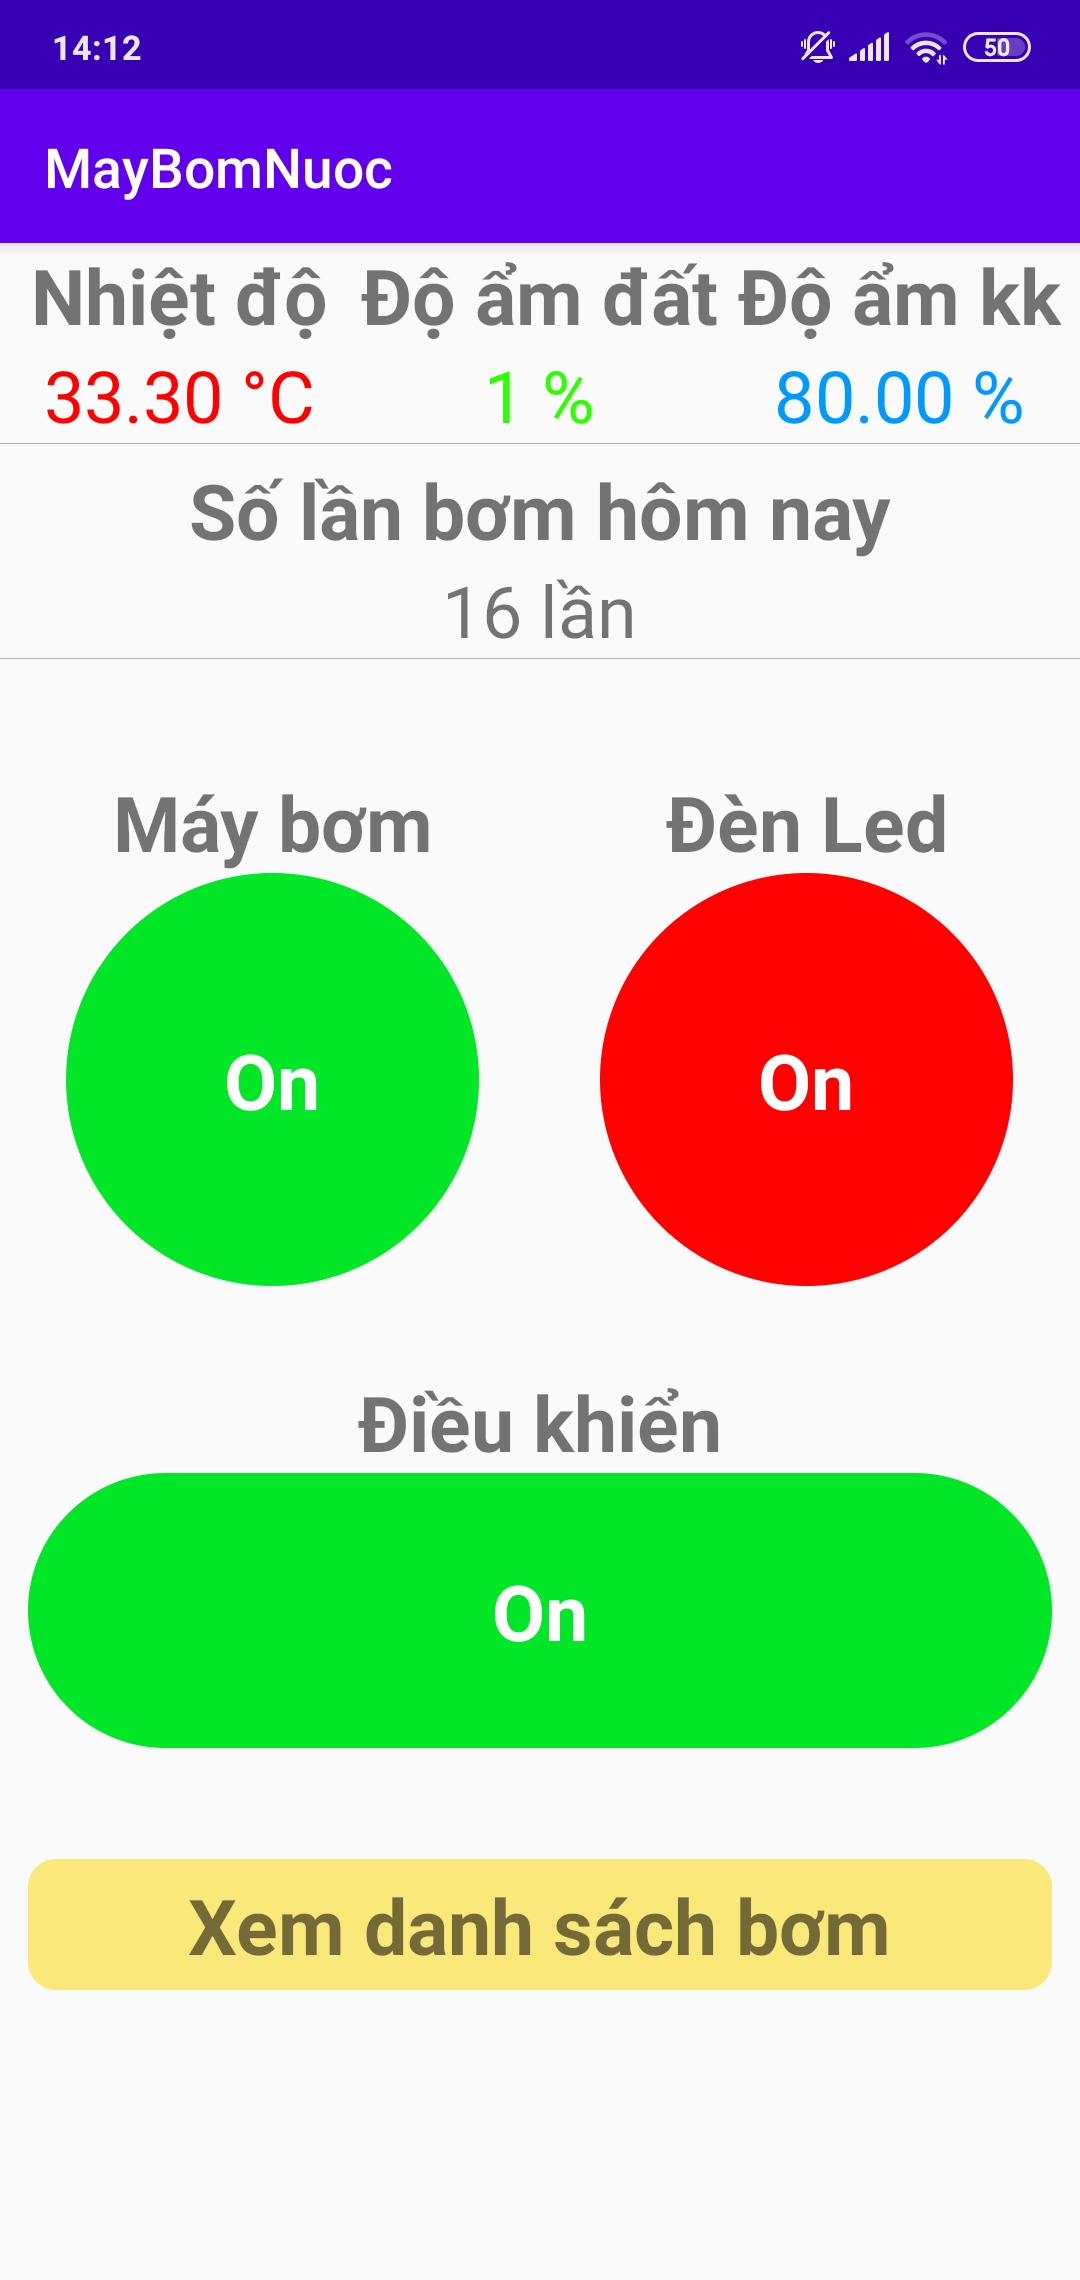 14:12 50
MayBomNuoc
Nhiệt độ Độ ẩm đất Độ ẩm kk
33.30 °C 1 % 80.00 %
Số lần bơm hôm nay
16 lần
Máy bơm Đèn Led
On On
Điều khiển
On
Xem danh sách bơm